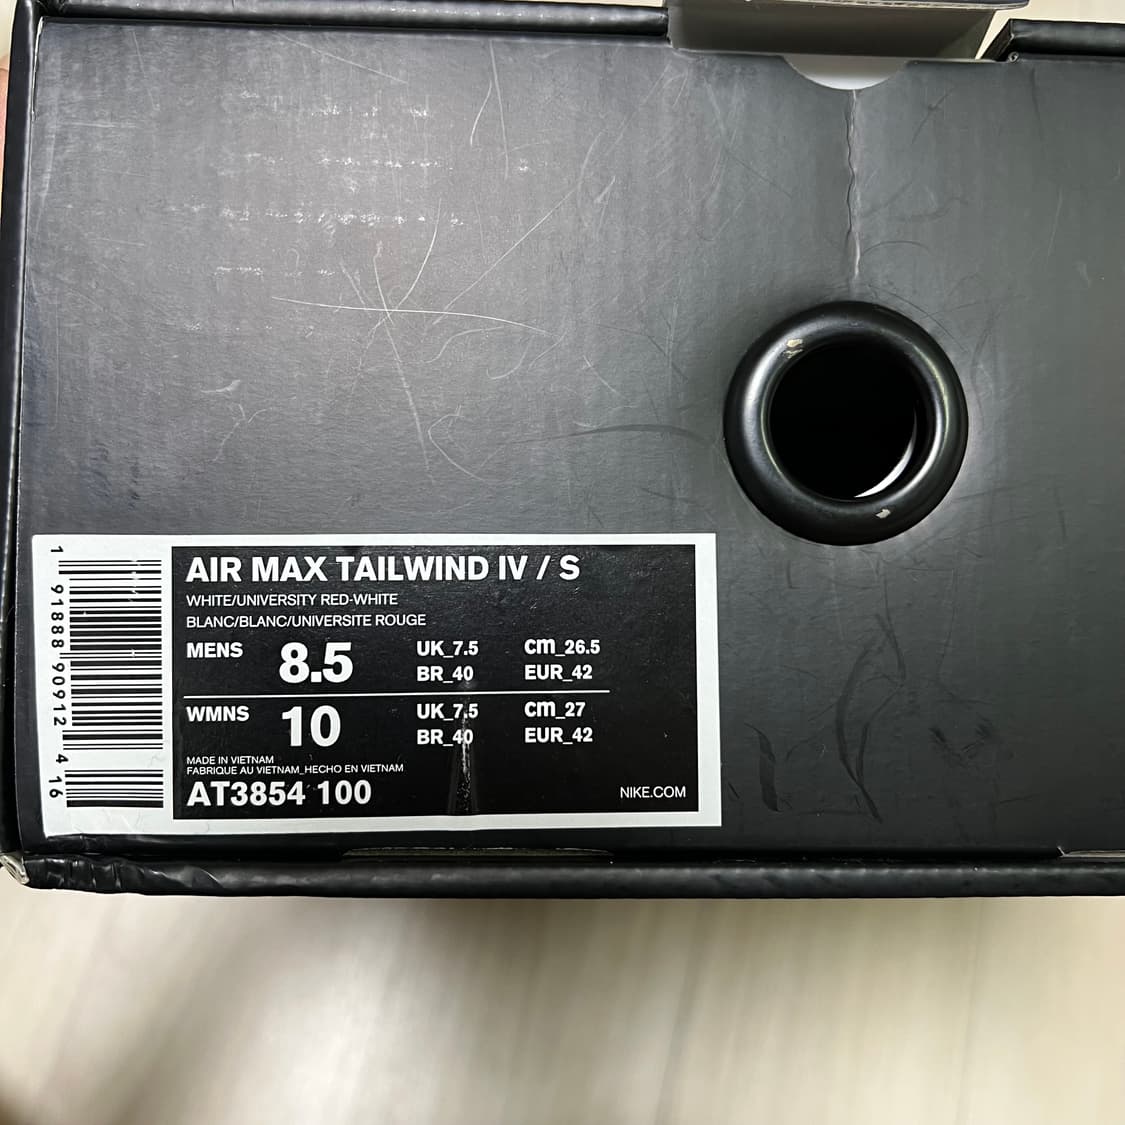 AIR MAX TAILWIND IV / S
WHITE/UNIVERSITY RED-WHITE
BLANC/BLANC/UNIVERSITE ROUGE
MENS 8.5 UK_7.5 cm_26.5
BR_40 EUR_42
WMNS 10 UK_7.5 cm_27
BR_40 EUR_42
MADE IN VIETNAM
FABRIQUE AU VIETNAM_HECHO EN VIETNAM
AT3854 100 NIKE.COM
1 91888 90912 4 16